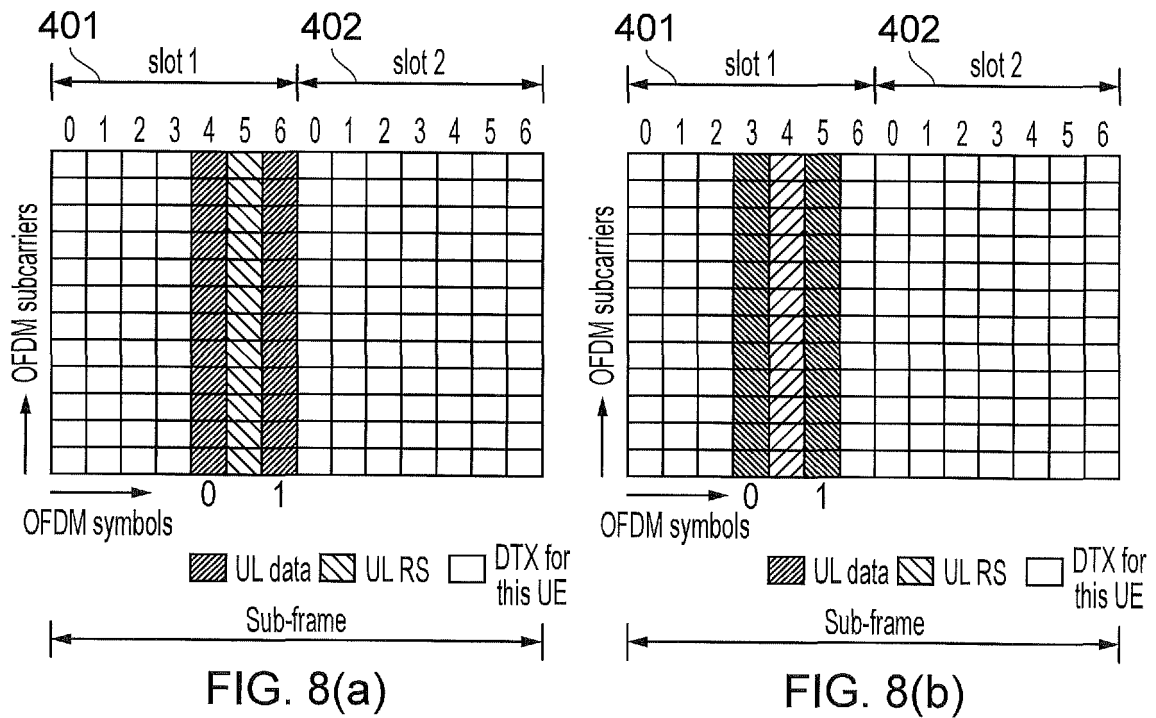 401 402
slot 1 slot 2
0 1 2 3 4 5 6 0 1 2 3 4 5 6
OFDM subcarriers
0 1
OFDM symbols
UL data UL RS DTX for
this UE
Sub-frame
FIG. 8(a)
401 402
slot 1 slot 2
0 1 2 3 4 5 6 0 1 2 3 4 5 6
OFDM subcarriers
0 1
OFDM symbols
UL data UL RS DTX for
this UE
Sub-frame
FIG. 8(b)